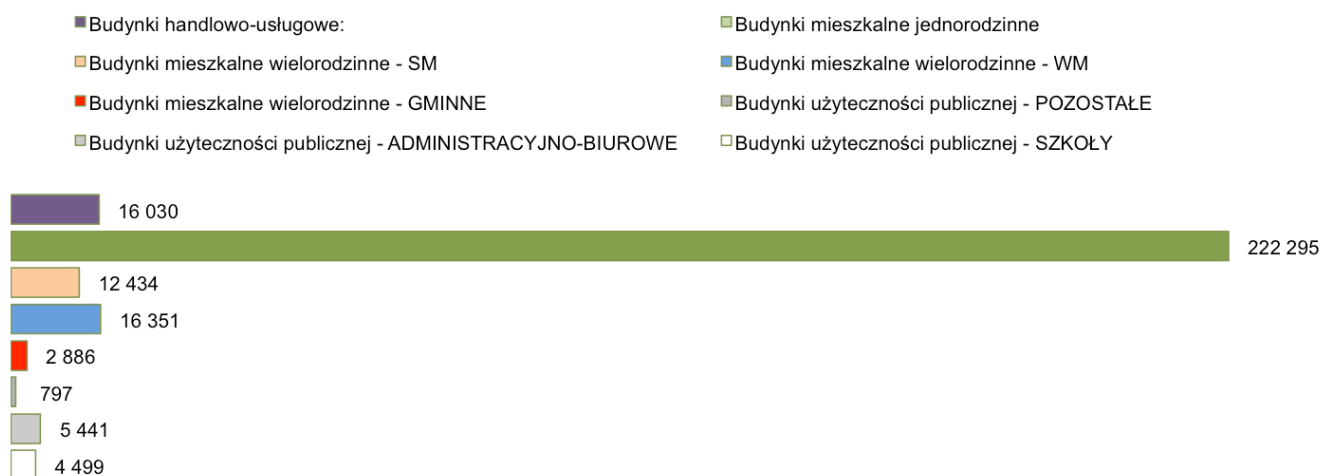 Budynki handlowo-usługowe:
Budynki mieszkalne jednorodzinne
Budynki mieszkalne wielorodzinne - SM
Budynki mieszkalne wielorodzinne - WM
Budynki mieszkalne wielorodzinne - GMINNE
Budynki użyteczności publicznej - POZOSTAŁE
Budynki użyteczności publicznej - ADMINISTRACYJNO-BIUROWE
Budynki użyteczności publicznej - SZKOŁY
16 030
222 295
12 434
16 351
2 886
797
5 441
4 499